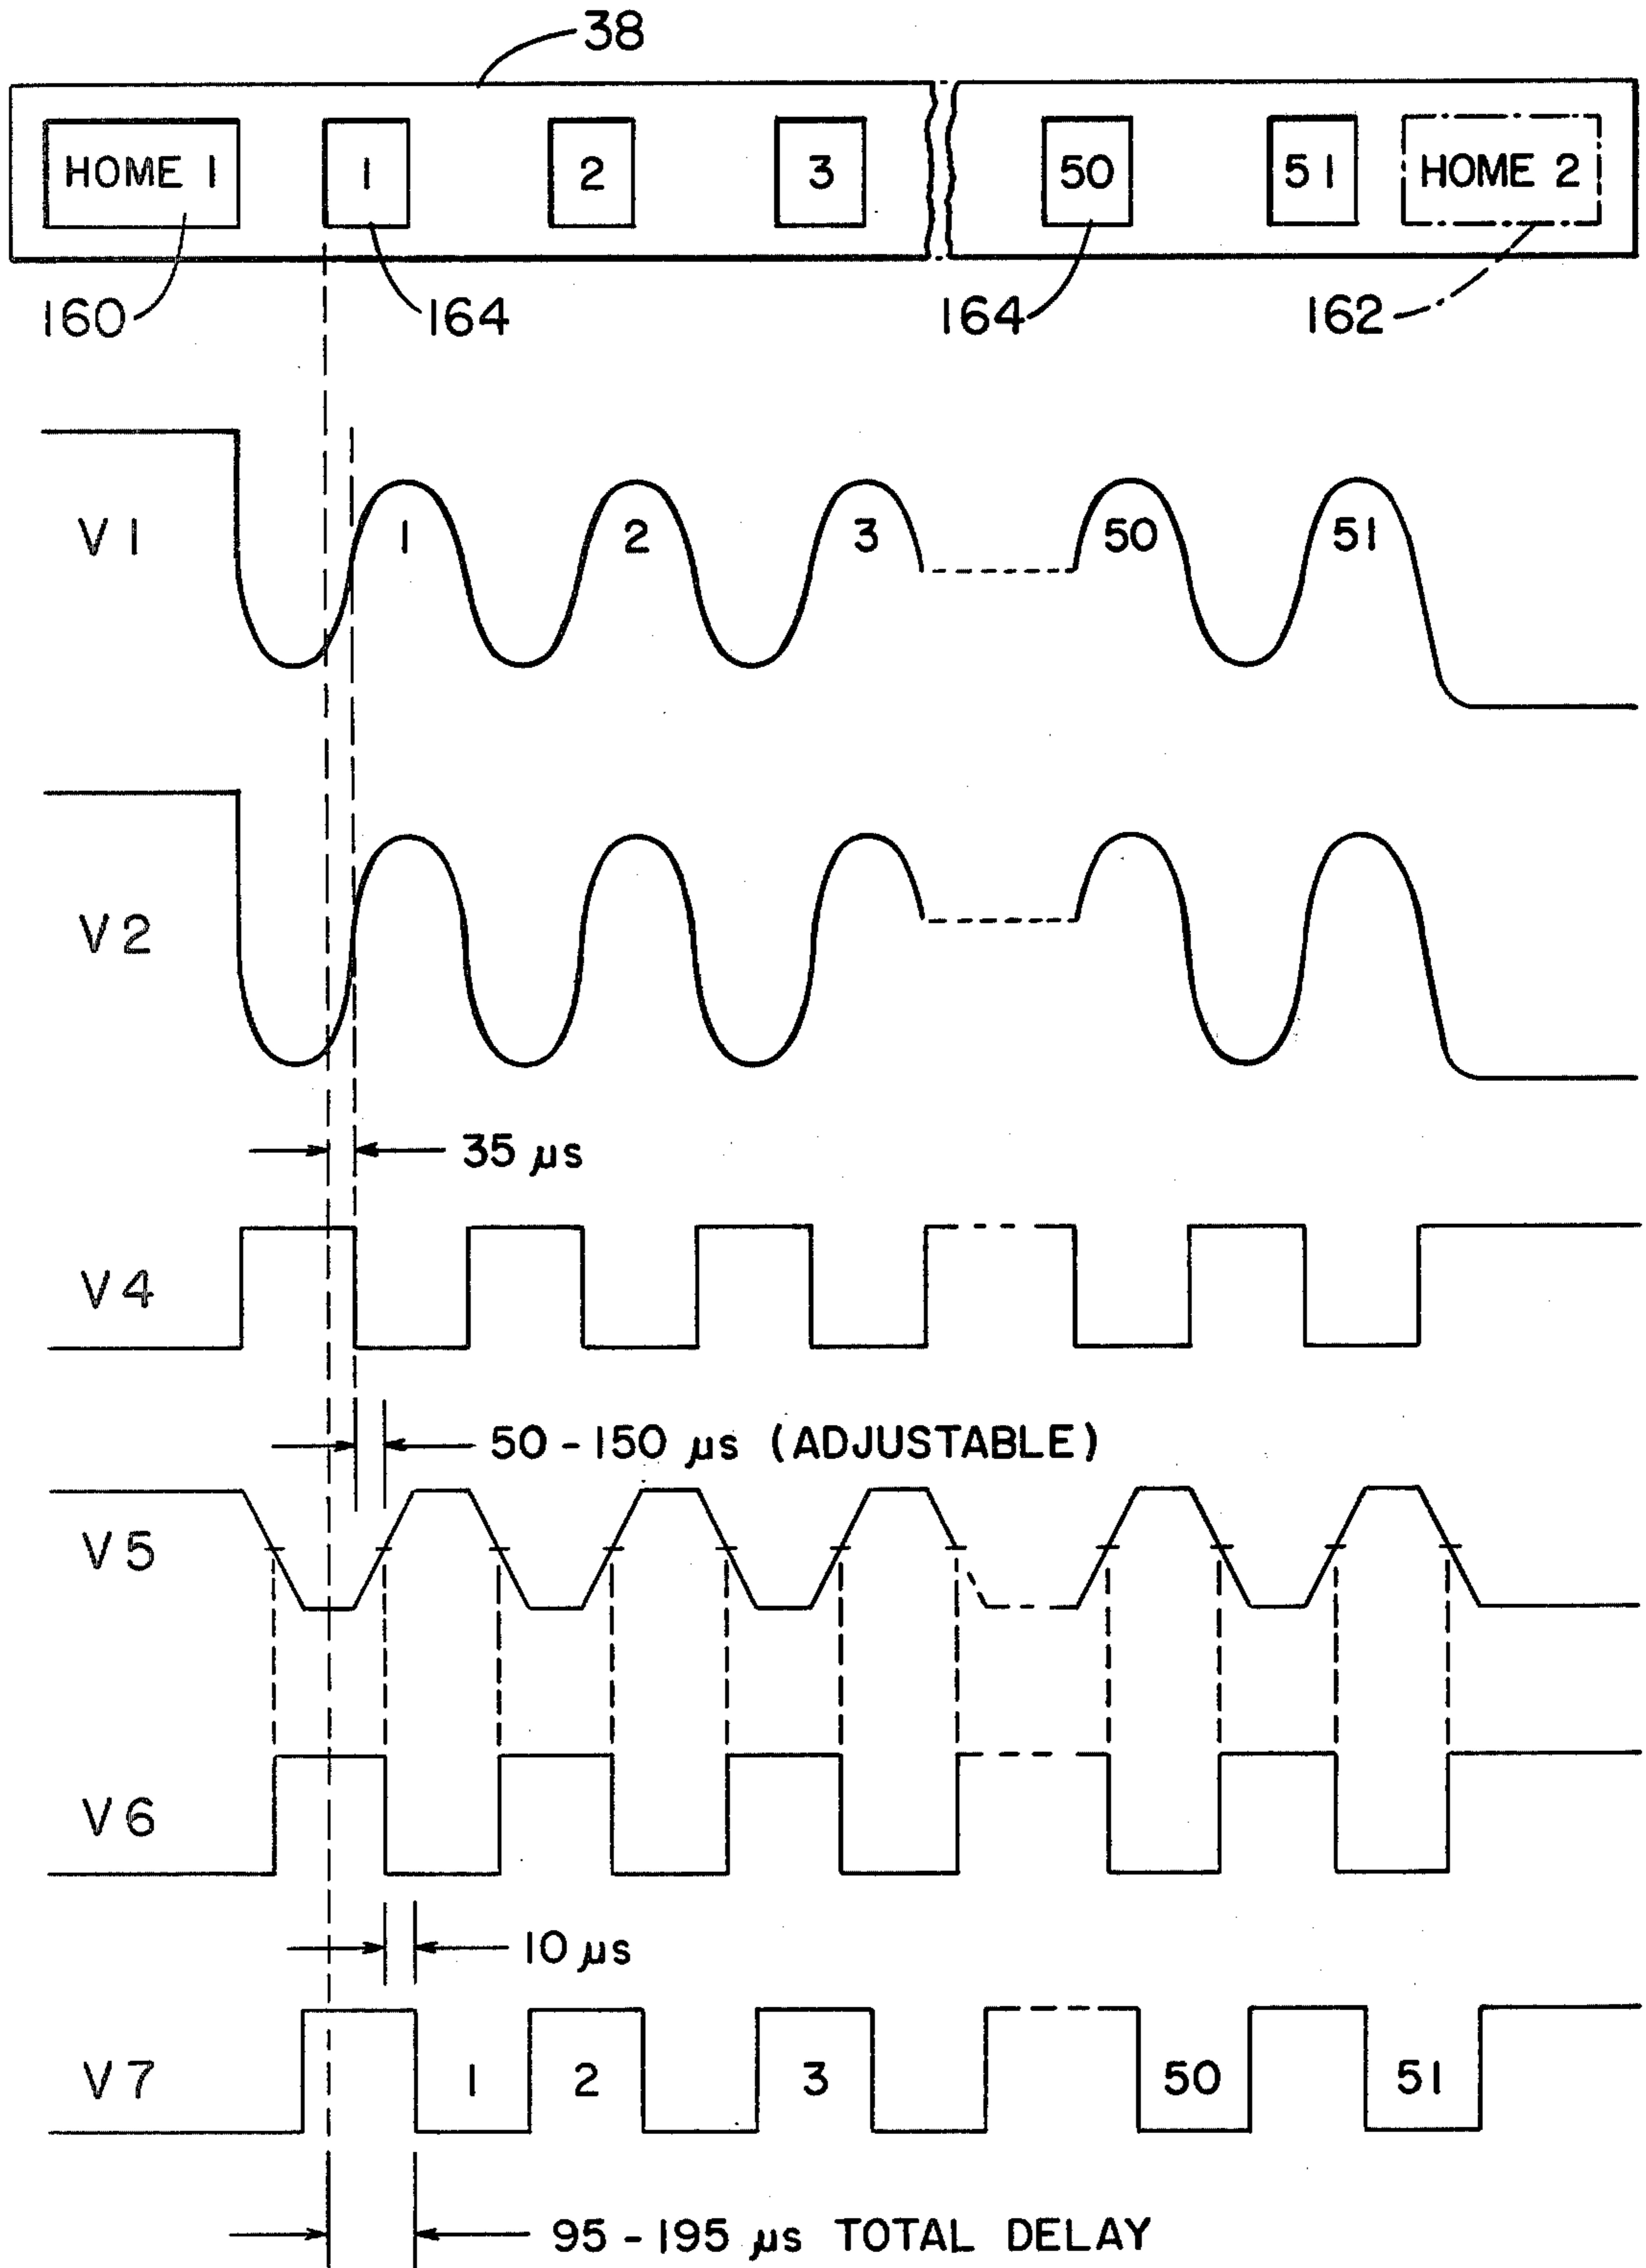 38
HOME 1 1 2 3 50 51 HOME 2
160 164 164 162
V1 1 2 3 50 51
V2
35 μs
V4
50 - 150 μs (ADJUSTABLE)
V5
V6
10 μs
V7 1 2 3 50 51
95 - 195 μs TOTAL DELAY